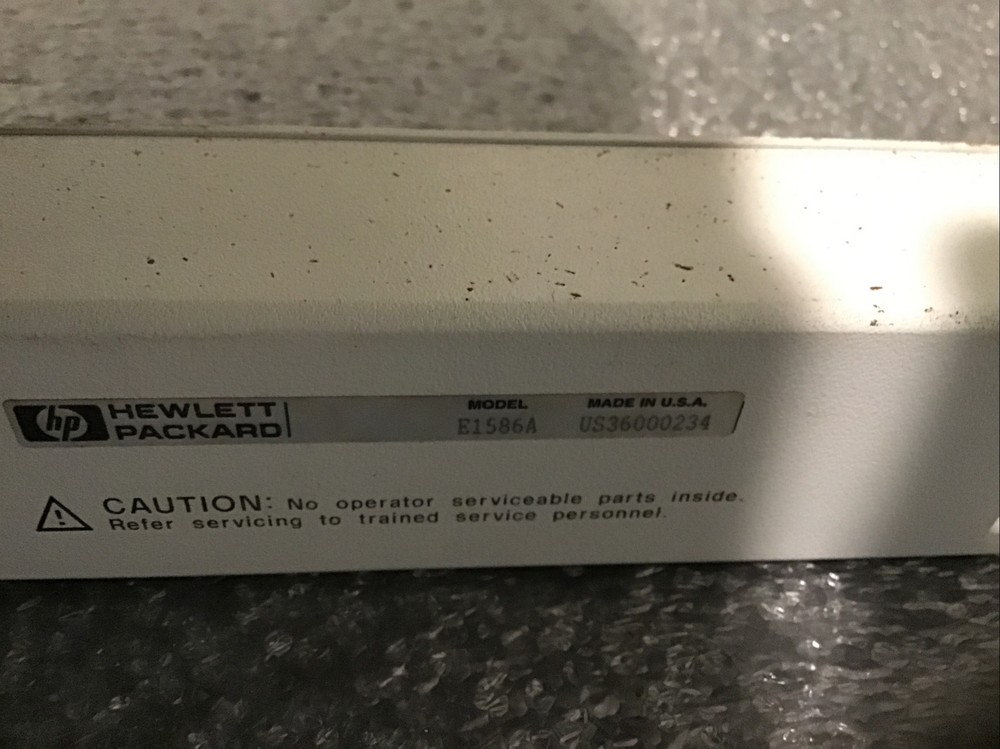 hp HEWLETT PACKARD
MODEL MADE IN U.S.A.
E1586A US36000234
CAUTION: No operator serviceable parts inside.
Refer servicing to trained service personnel.